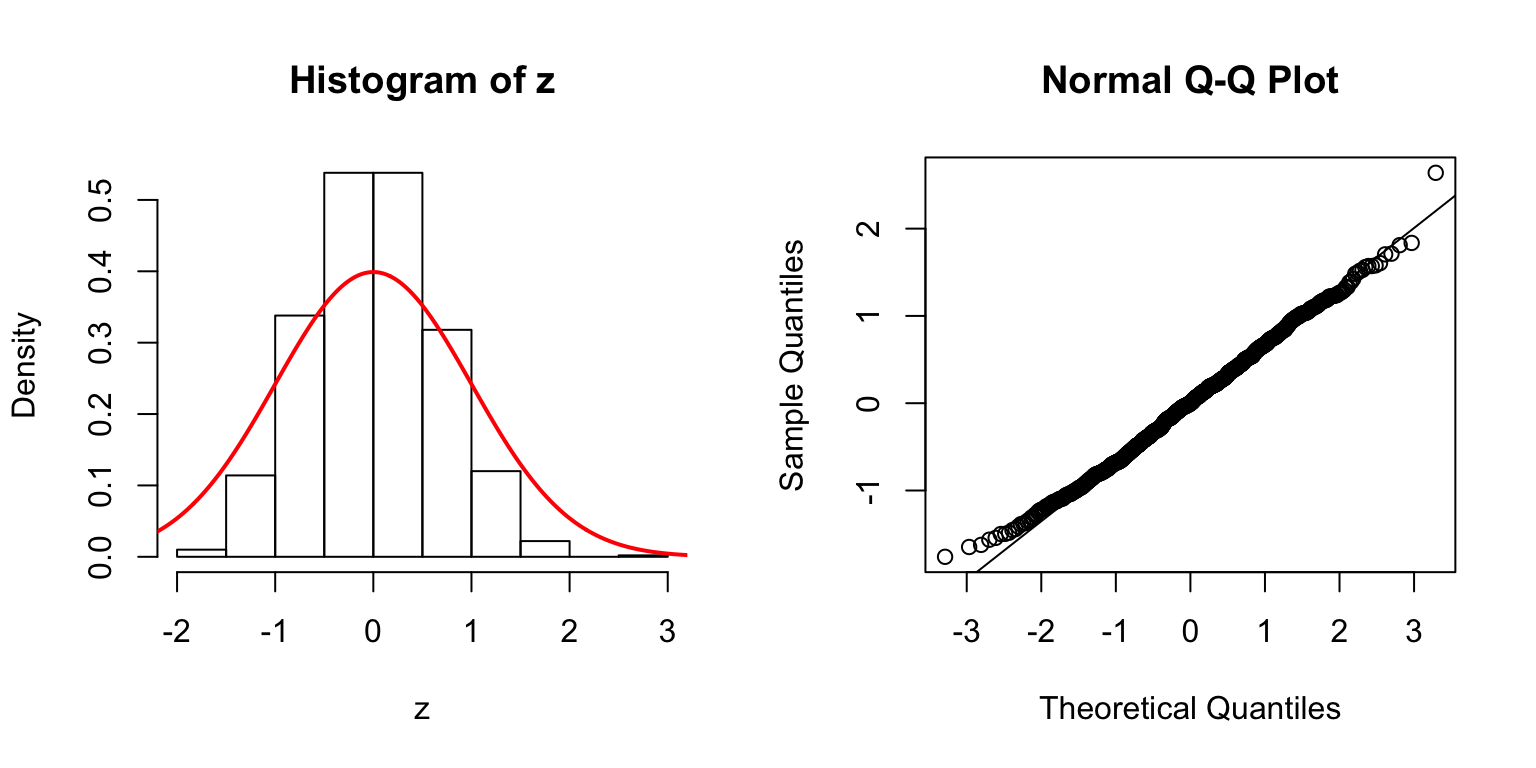 Histogram of z
Density
0.0 0.1 0.2 0.3 0.4 0.5
-2 -1 0 1 2 3
z
Normal Q-Q Plot
Sample Quantiles
-1 0 1 2
-3 -2 -1 0 1 2 3
Theoretical Quantiles